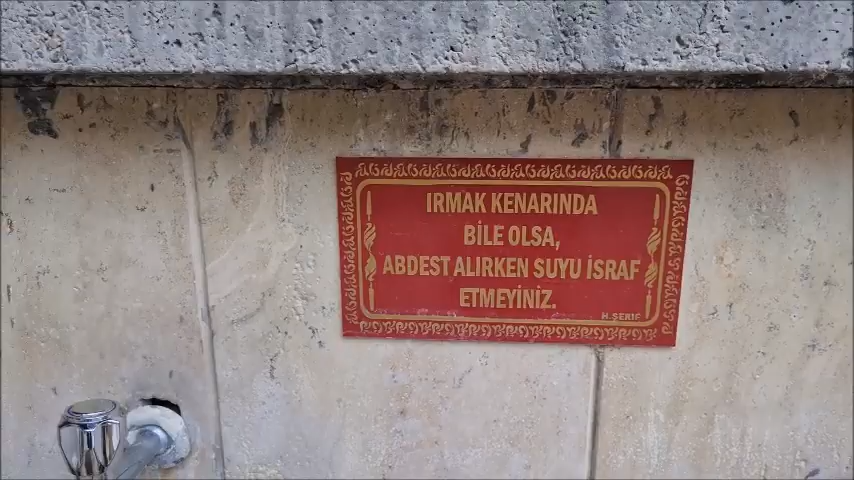 IRMAK KENARINDA
BİLE OLSA,
ABDEST ALIRKEN SUYU İSRAF
ETMEYİNİZ.
H. ŞERİF